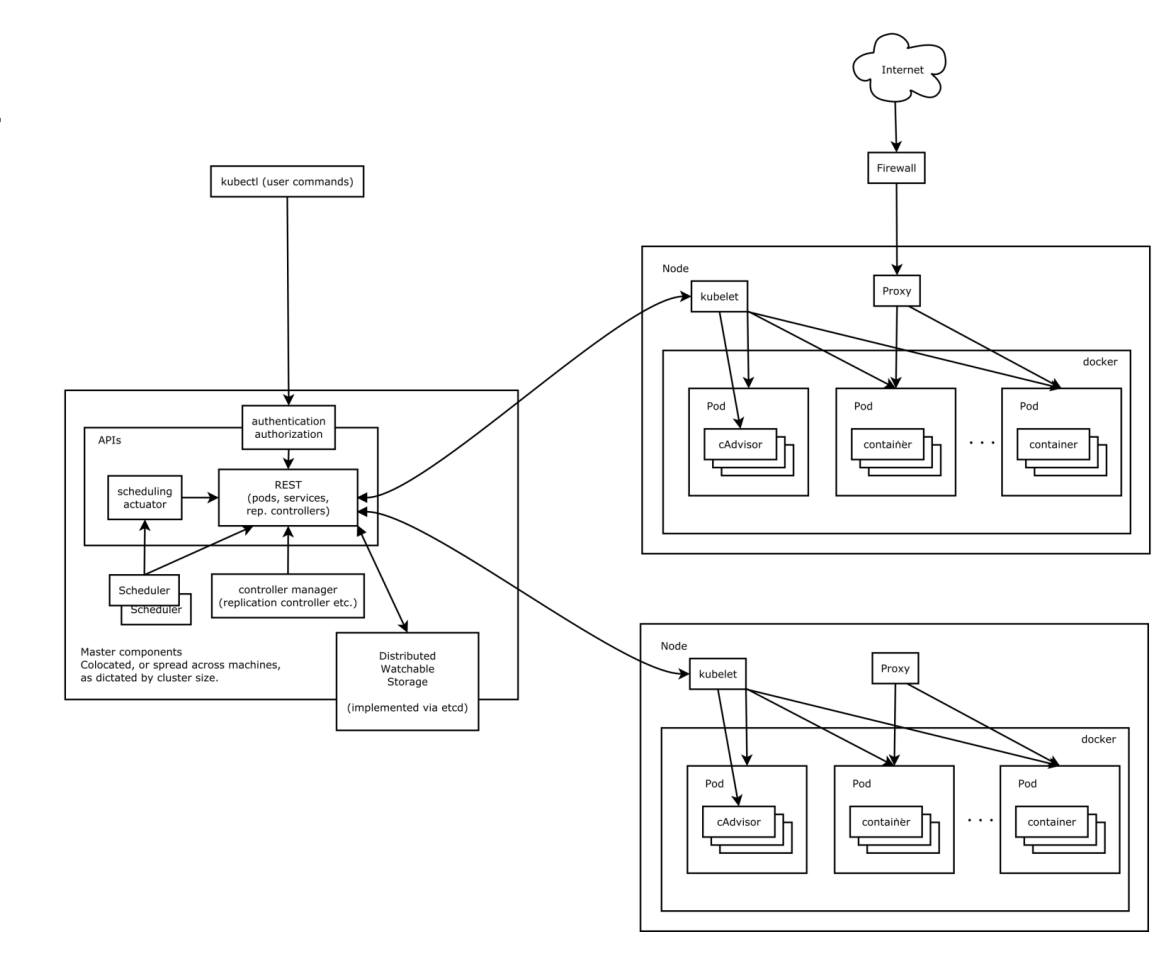 Internet
Firewall
kubectl (user commands)
authentication
authorization
APIs
REST
(pods, services,
rep. controllers)
scheduling
actuator
Scheduler
Scheduler
controller manager
(replication controller etc.)
Master components
Colocated, or spread across machines,
as dictated by cluster size.
Distributed
Watchable
Storage
(implemented via etcd)
Node
kubelet
Proxy
docker
Pod
cAdvisor
Pod
container
. . .
Pod
container
Node
kubelet
Proxy
docker
Pod
cAdvisor
Pod
container
. . .
Pod
container